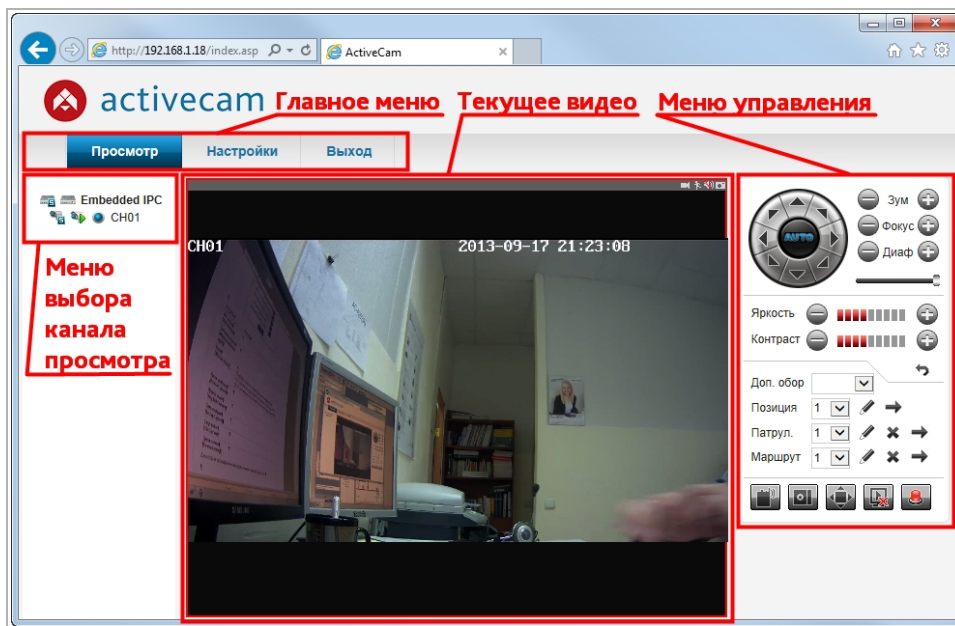 http://192.168.1.18/index.asp
ActiveCam
activecam
Главное меню
Текущее видео
Меню управления
Просмотр
Настройки
Выход
Embedded IPC
CH01
Меню
выбора
канала
просмотра
CH01 2013-09-17 21:23:08
AUTO
Зум
Фокус
Диаф
Яркость
Контраст
Доп. обор
Позиция 1
Патрул. 1
Маршрут 1